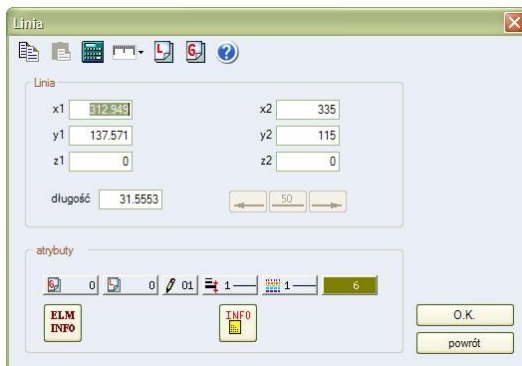 Linia
L G ?
Linia
x1 312.949 x2 335
y1 137.571 y2 115
z1 0 z2 0
długość 31.5553 50
atrybuty
G 0 L 0 01 1 1 6
ELM INFO
INFO
O.K.
powrót